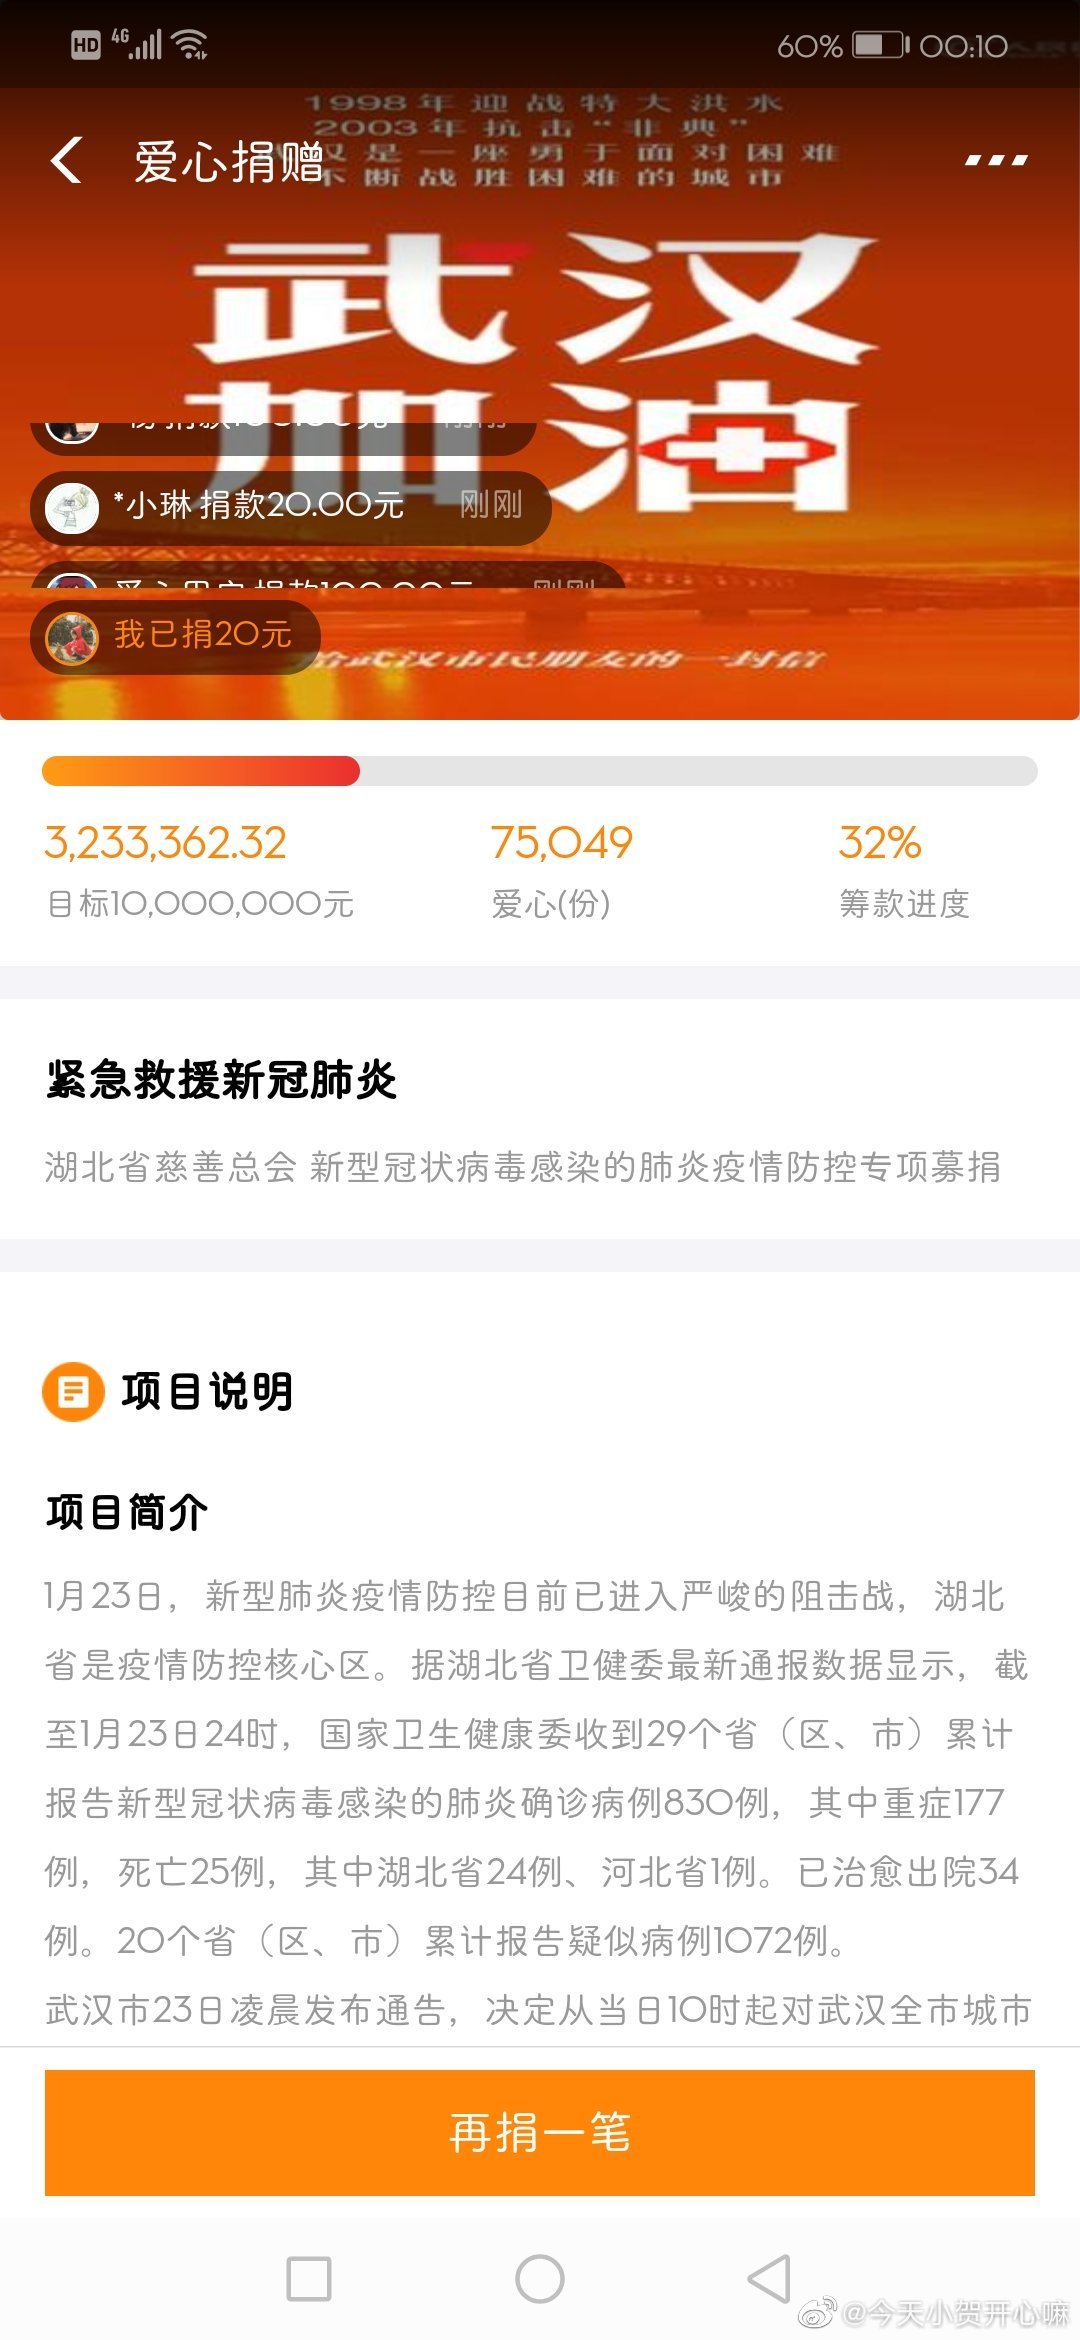 HD 4G 60% 00:10
1998年迎战特大洪水
2003年抗击“非典”
爱心捐赠
汉是一座勇于面对困难
不断战胜困难的城市
武汉
加油
*小琳 捐款20.00元 刚刚
爱心用户 捐款100.00元 刚刚
我已捐20元
给武汉市民朋友的一封信
3,233,362.32 75,049 32%
目标10,000,000元 爱心(份) 筹款进度
紧急救援新冠肺炎
湖北省慈善总会 新型冠状病毒感染的肺炎疫情防控专项募捐
项目说明
项目简介
1月23日，新型肺炎疫情防控目前已进入严峻的阻击战，湖北
省是疫情防控核心区。据湖北省卫健委最新通报数据显示，截
至1月23日24时，国家卫生健康委收到29个省（区、市）累计
报告新型冠状病毒感染的肺炎确诊病例830例，其中重症177
例，死亡25例，其中湖北省24例、河北省1例。已治愈出院34
例。20个省（区、市）累计报告疑似病例1072例。
武汉市23日凌晨发布通告，决定从当日10时起对武汉全市城市
再捐一笔
@今天小贺开心嘛